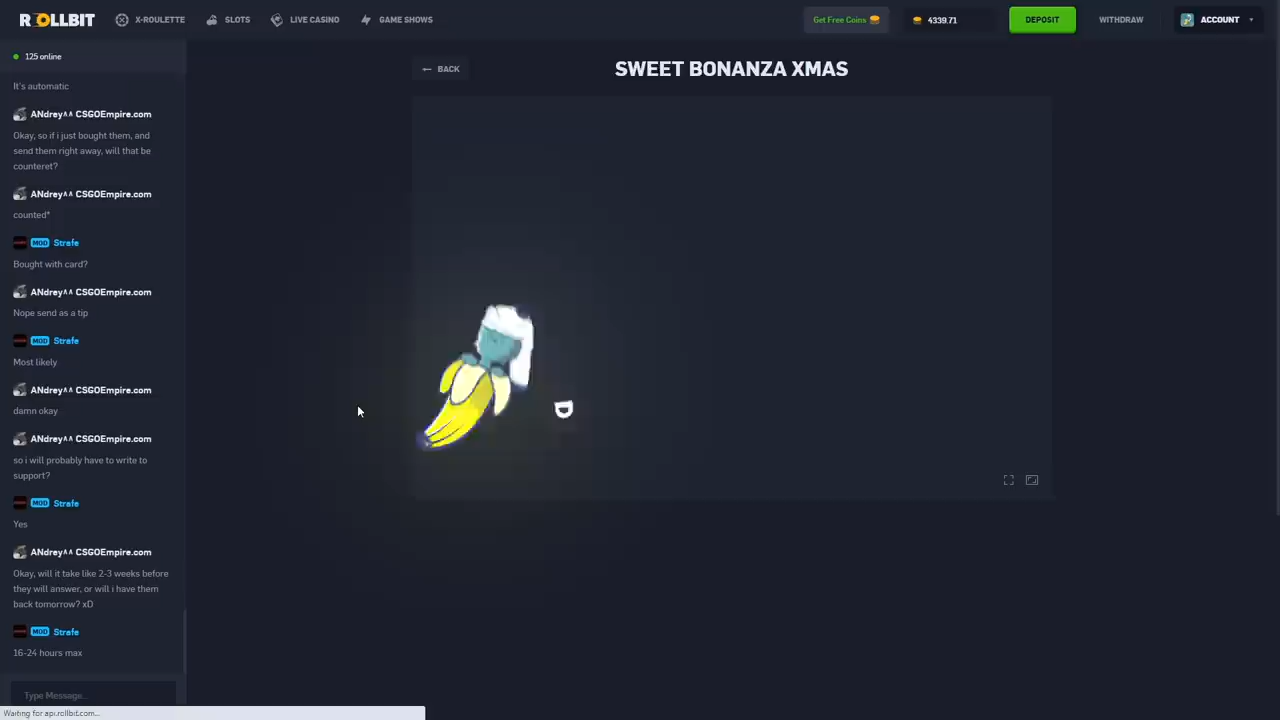 ROLLBIT
X-ROULETTE
SLOTS
LIVE CASINO
GAME SHOWS
Get Free Coins
4339.71
DEPOSIT
WITHDRAW
ACCOUNT
125 online
It's automatic
ANdrey^^ CSGOEmpire.com
Okay, so if i just bought them, and
send them right away, will that be
counteret?
ANdrey^^ CSGOEmpire.com
counted*
MOD Strafe
Bought with card?
ANdrey^^ CSGOEmpire.com
Nope send as a tip
MOD Strafe
Most likely
ANdrey^^ CSGOEmpire.com
damn okay
ANdrey^^ CSGOEmpire.com
so i will probably have to write to
support?
MOD Strafe
Yes
ANdrey^^ CSGOEmpire.com
Okay, will it take like 2-3 weeks before
they will answer, or will i have them
back tomorrow? xD
MOD Strafe
16-24 hours max
Type Message...
Waiting for api.rollbit.com...
← BACK
SWEET BONANZA XMAS